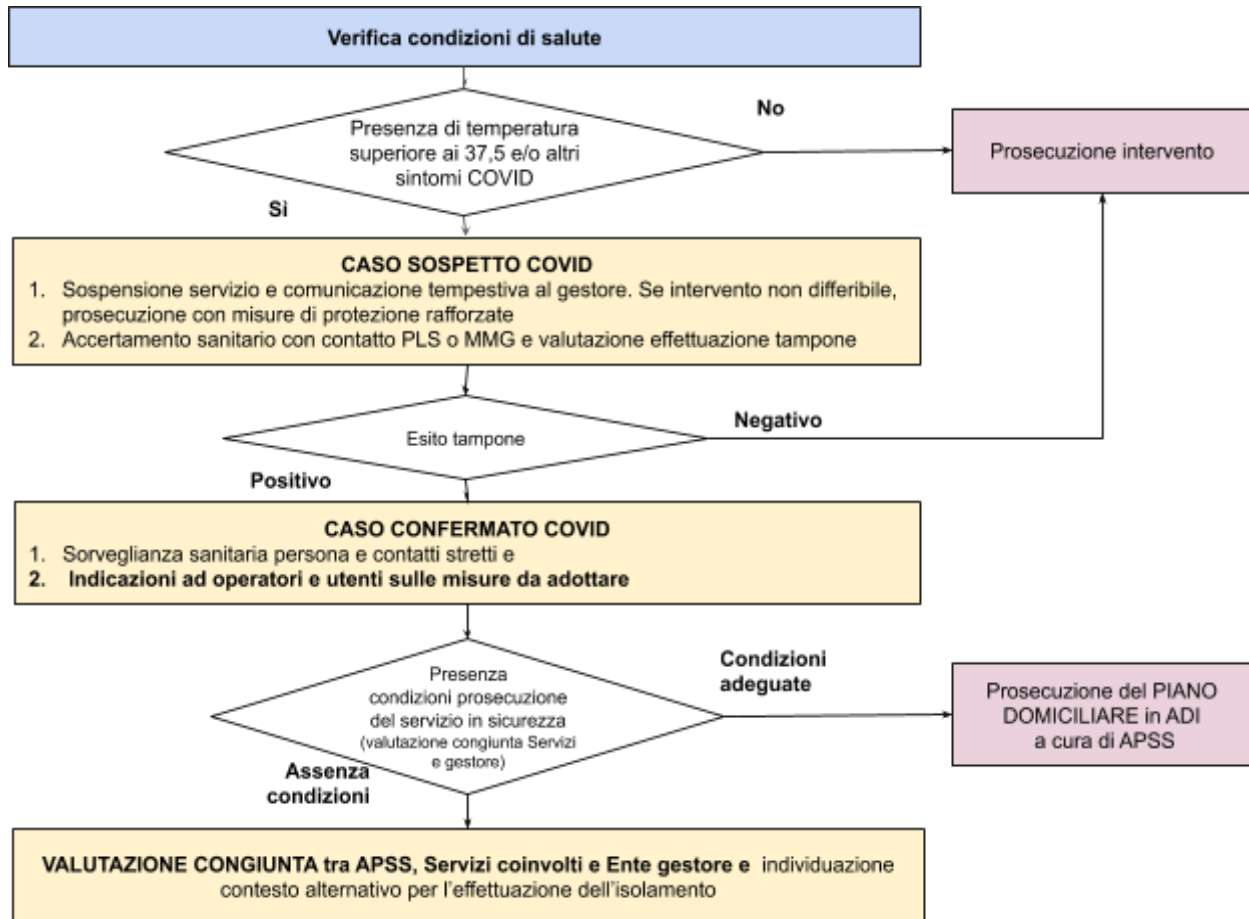 Verifica condizioni di salute
No
Presenza di temperatura
superiore ai 37,5 e/o altri
sintomi COVID
Prosecuzione intervento
Sì
CASO SOSPETTO COVID
1. Sospensione servizio e comunicazione tempestiva al gestore. Se intervento non differibile,
prosecuzione con misure di protezione rafforzate
2. Accertamento sanitario con contatto PLS o MMG e valutazione effettuazione tampone
Negativo
Esito tampone
Positivo
CASO CONFERMATO COVID
1. Sorveglianza sanitaria persona e contatti stretti e
2. Indicazioni ad operatori e utenti sulle misure da adottare
Condizioni
adeguate
Presenza
condizioni prosecuzione
del servizio in sicurezza
(valutazione congiunta Servizi
e gestore)
Prosecuzione del PIANO
DOMICILIARE in ADI
a cura di APSS
Assenza
condizioni
VALUTAZIONE CONGIUNTA tra APSS, Servizi coinvolti e Ente gestore e individuazione
contesto alternativo per l'effettuazione dell'isolamento